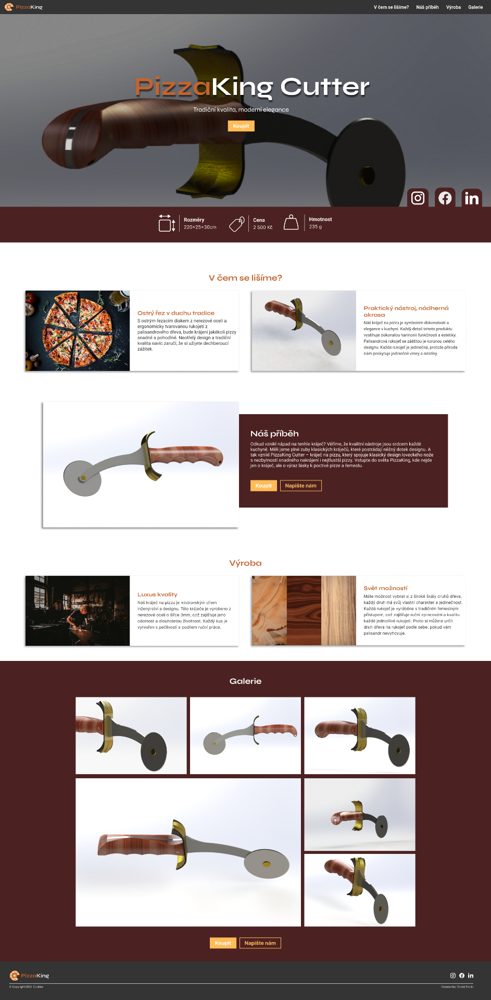 PizzaKing
V čem se lišíme? Náš příběh Výroba Galerie
PizzaKing Cutter
Tradiční kvalita, moderní elegance
Koupit
Rozměry
220×25×30cm
Cena
2 500 Kč
Hmotnost
235 g
V čem se lišíme?
Ostrý řez v duchu tradice
S ostrým řezacím diskem z nerezové oceli a
ergonomicky tvarovanou rukojetí z
palisandrového dřeva, bude krájení jakékoli pizzy
snadné a pohodlné. Neotřelý design a tradiční
kvalita navíc zaručí, že si užijete dechberoucí
zážitek.
Praktický nástroj, nádherná
okrasa
Náš kráječ na pizzu je symbolem dokonalosti a
elegance v kuchyni. Každý detail tohoto produktu
vystihuje dokonalou harmonii funkčnosti a estetiky.
Palisandrová rukojeť se záštitou je korunou celého
designu. Každá rukojeť je jedinečná, protože příroda
nám poskytuje jedinečné vzory a odstíny.
Náš příběh
Odkud vznikl nápad na tenhle kráječ? Věříme, že kvalitní nástroje jsou srdcem každé
kuchyně. Měli jsme plné zuby klasických kráječů, které postrádají něžný dotek designu. A
tak vznikl PizzaKing Cutter – kráječ na pizzu, který spojuje klasický design loveckého nože
s nezbytností snadného nakrájení i nejtlustší pizzy. Vstupte do světa PizzaKing, kde nejde
jen o kráječ, ale o výraz lásky k poctivé pizze a řemeslu.
Koupit Napište nám
Výroba
Luxus kvality
Náš kráječ na pizzu je mistrovským dílem
inženýrství a designu. Tělo kráječe je vyrobeno z
nerezové oceli o šířce 3mm, což zajišťuje jeho
odolnost a dlouholetou životnost. Každý kus je
vytvořen s pečlivostí a podílem ruční práce.
Svět možností
Máte možnost vybrat si z široké škály druhů dřeva,
každý druh má svůj vlastní charakter a jedinečnost.
Každá rukojeť je vyráběna s tradičním řemeslným
přístupem, což zajišťuje ruční zpracování a kvalitu
každé jednotlivé rukojeti. Proto si můžete určit
druh dřeva na rukojeť podle sebe, pokud vám
palisandr nevyhovuje.
Galerie
Koupit Napište nám
PizzaKing
© Copyright 2023 Cookies
Created by: Tomáš Papák